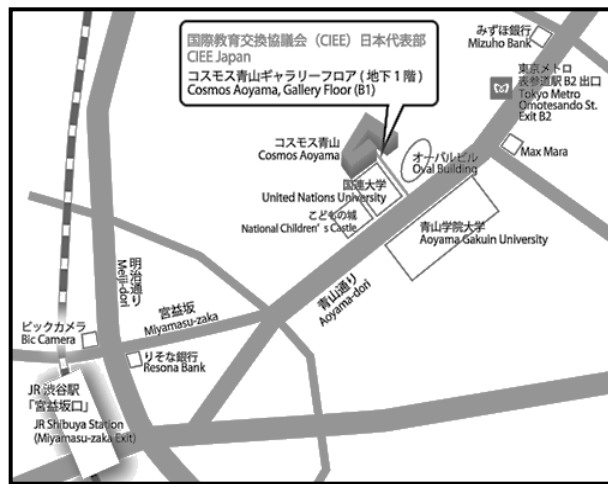 国際教育交換協議会（CIEE）日本代表部
CIEE Japan
コスモス青山ギャラリーフロア ( 地下 1 階 )
Cosmos Aoyama, Gallery Floor (B1)
みずほ銀行
Mizuho Bank
東京メトロ
表参道駅 B2 出口
Tokyo Metro
Omotesando St.
Exit B2
Max Mara
コスモス青山
Cosmos Aoyama
オーバルビル
Oval Building
国連大学
United Nations University
こどもの城
National Children's Castle
青山学院大学
Aoyama Gakuin University
青山通り
Aoyama-dori
明治通り
Meiji-dori
宮益坂
Miyamasu-zaka
ビックカメラ
Bic Camera
りそな銀行
Resona Bank
JR 渋谷駅
「宮益坂口」
JR Shibuya Station
(Miyamasu-zaka Exit)